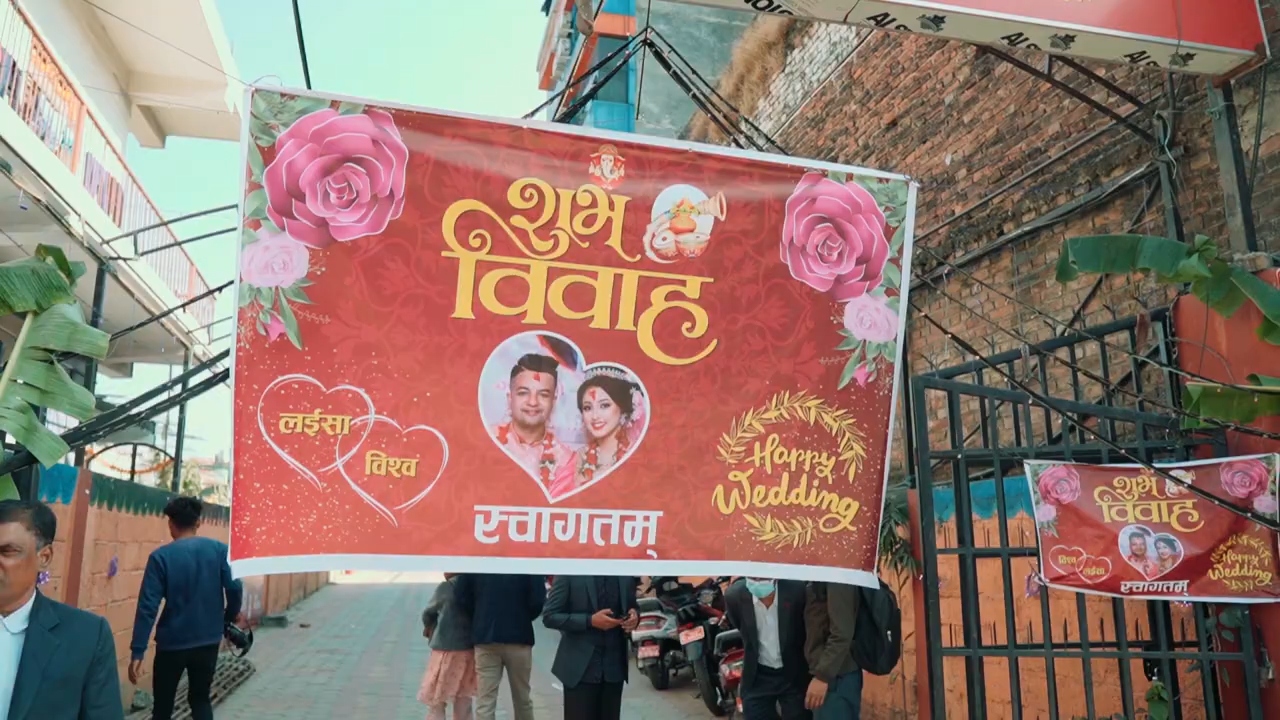 शुभ
विवाह
लईसा
विश्व
Happy
Wedding
स्वागतम्
शुभ
विवाह
विश्व
लईसा
Happy
Wedding
स्वागतम्